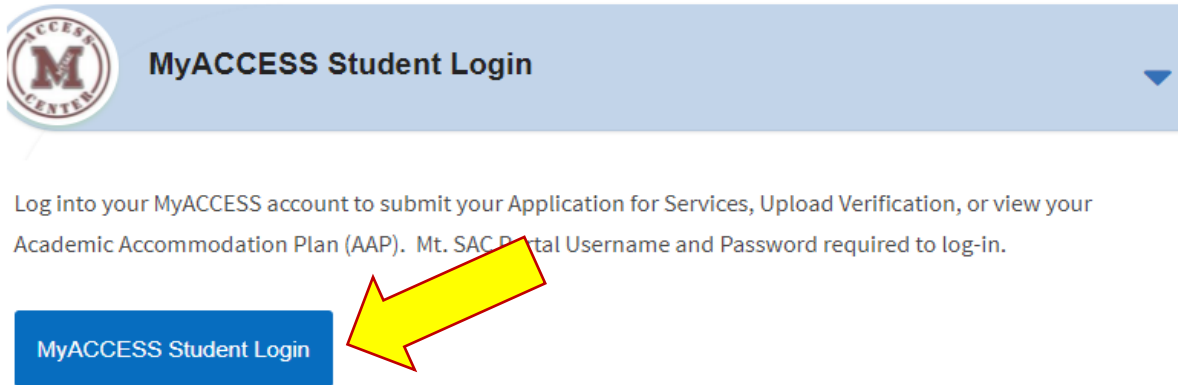 ACCESS
M
CENTER
MyACCESS Student Login
Log into your MyACCESS account to submit your Application for Services, Upload Verification, or view your
Academic Accommodation Plan (AAP). Mt. SAC Portal Username and Password required to log-in.
MyACCESS Student Login